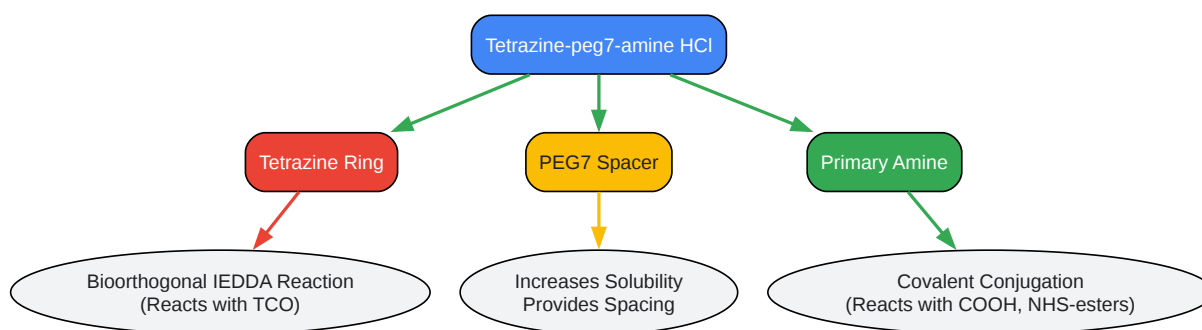 Tetrazine-peg7-amine HCl
Tetrazine Ring
PEG7 Spacer
Primary Amine
Bioorthogonal IEDDA Reaction
(Reacts with TCO)
Increases Solubility
Provides Spacing
Covalent Conjugation
(Reacts with COOH, NHS-esters)